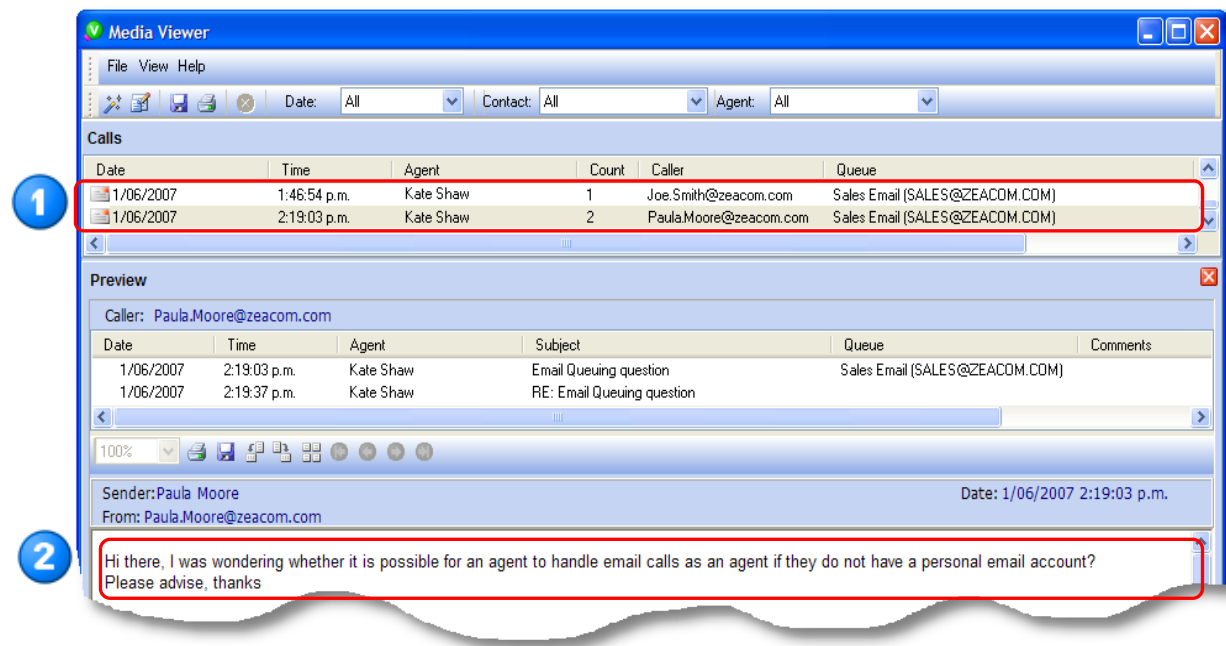 Media Viewer
File View Help
Date: All Contact: All Agent: All
Calls
Date Time Agent Count Caller Queue
1 1/06/2007 1:46:54 p.m. Kate Shaw 1 Joe.Smith@zeacom.com Sales Email (SALES@ZEACOM.COM)
1/06/2007 2:19:03 p.m. Kate Shaw 2 Paula.Moore@zeacom.com Sales Email (SALES@ZEACOM.COM)
Preview
Caller: Paula.Moore@zeacom.com
Date Time Agent Subject Queue Comments
1/06/2007 2:19:03 p.m. Kate Shaw Email Queuing question Sales Email (SALES@ZEACOM.COM)
1/06/2007 2:19:37 p.m. Kate Shaw RE: Email Queuing question
100%
Sender:Paula Moore Date: 1/06/2007 2:19:03 p.m.
From: Paula.Moore@zeacom.com
2 Hi there, I was wondering whether it is possible for an agent to handle email calls as an agent if they do not have a personal email account?
Please advise, thanks